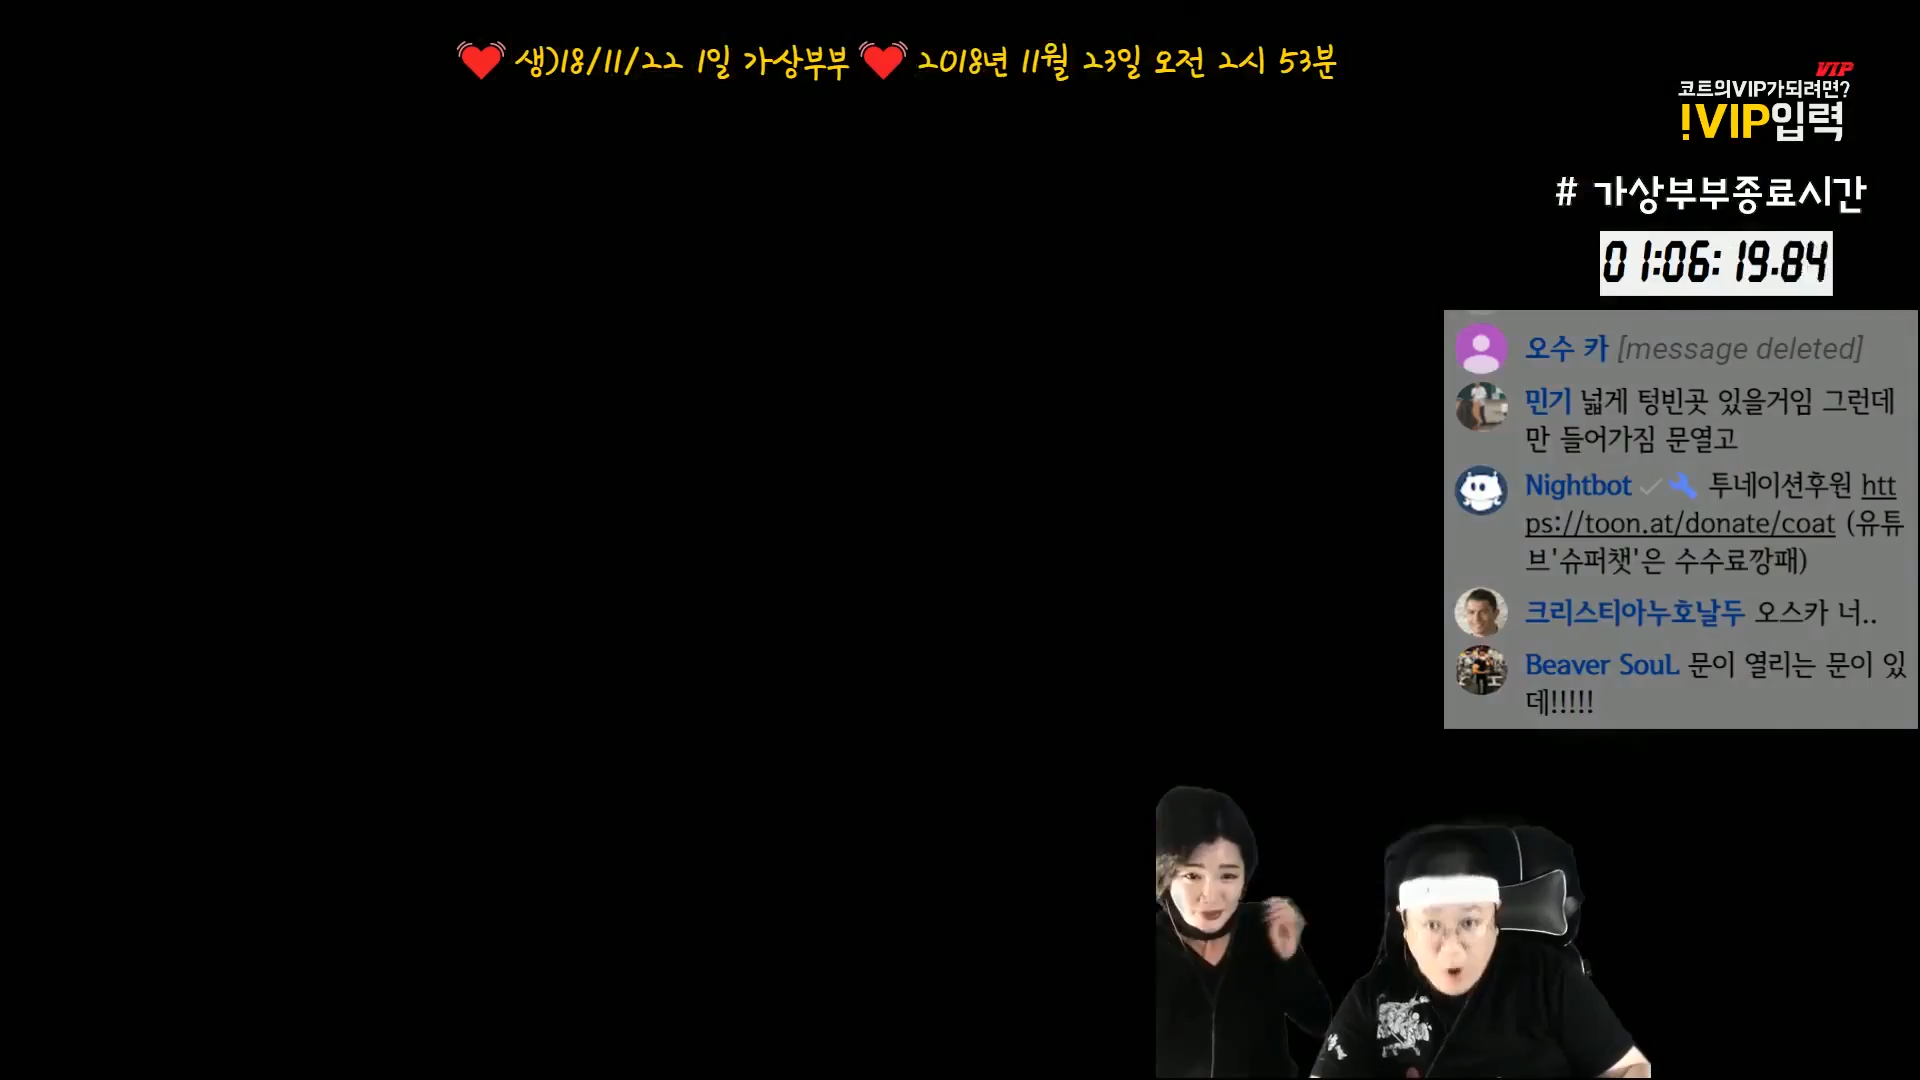 생)18/11/22 1일 가상부부 2018년 11월 23일 오전 2시 53분
VIP
코트의VIP가되려면?
!VIP입력
# 가상부부종료시간
01:06:19.84
오수 카 [message deleted]
민기 넓게 텅빈곳 있을거임 그런데
만 들어가짐 문열고
Nightbot 투네이션후원 htt
ps://toon.at/donate/coat (유튜
브'슈퍼챗'은 수수료깡패)
크리스티아누호날두 오스카 너..
Beaver SouL 문이 열리는 문이 있
데!!!!!